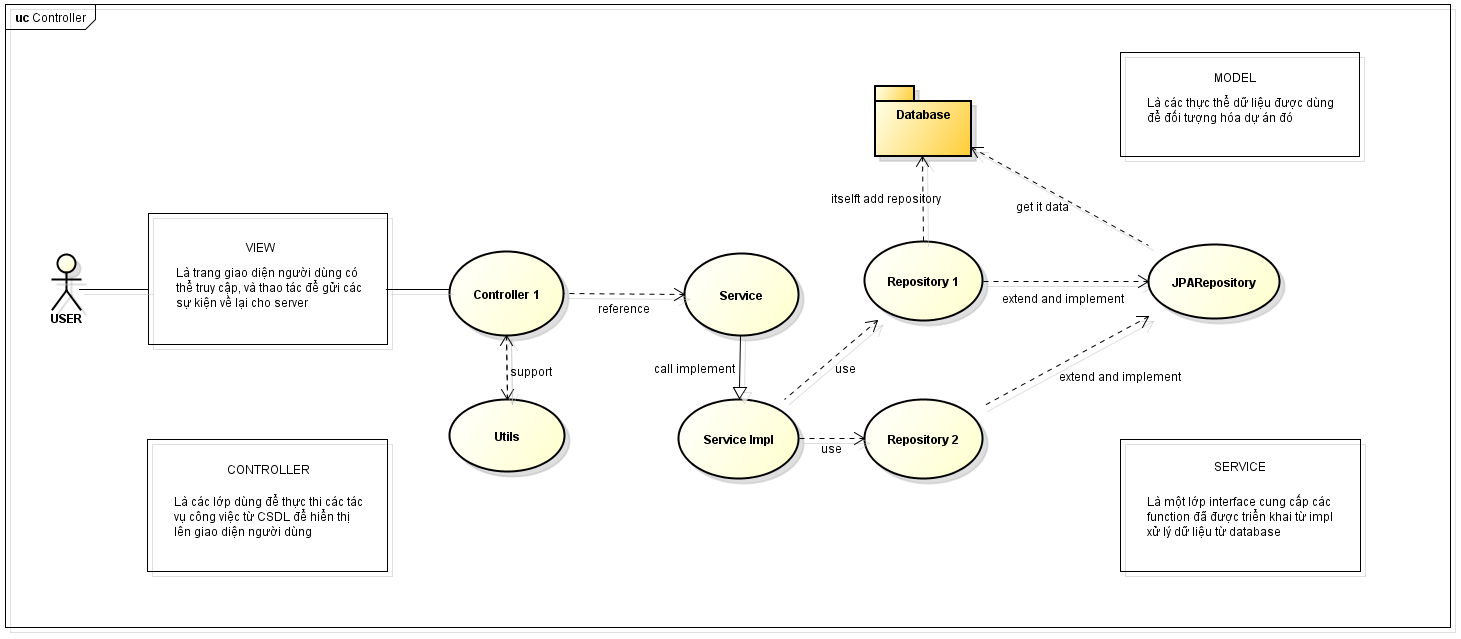 uc Controller
MODEL
Là các thực thể dữ liệu được dùng
để đối tượng hóa dự án đó
Database
itselft add repository
get it data
VIEW
Là trang giao diện người dùng có
thể truy cập, và thao tác để gửi các
sự kiện về lại cho server
USER
Controller 1
reference
Service
Repository 1
extend and implement
JPARepository
support
call implement
use
extend and implement
Utils
Service Impl
use
Repository 2
CONTROLLER
Là các lớp dùng để thực thi các tác
vụ công việc từ CSDL để hiển thị
lên giao diện người dùng
SERVICE
Là một lớp interface cung cấp các
function đã được triển khai từ impl
xử lý dữ liệu từ database